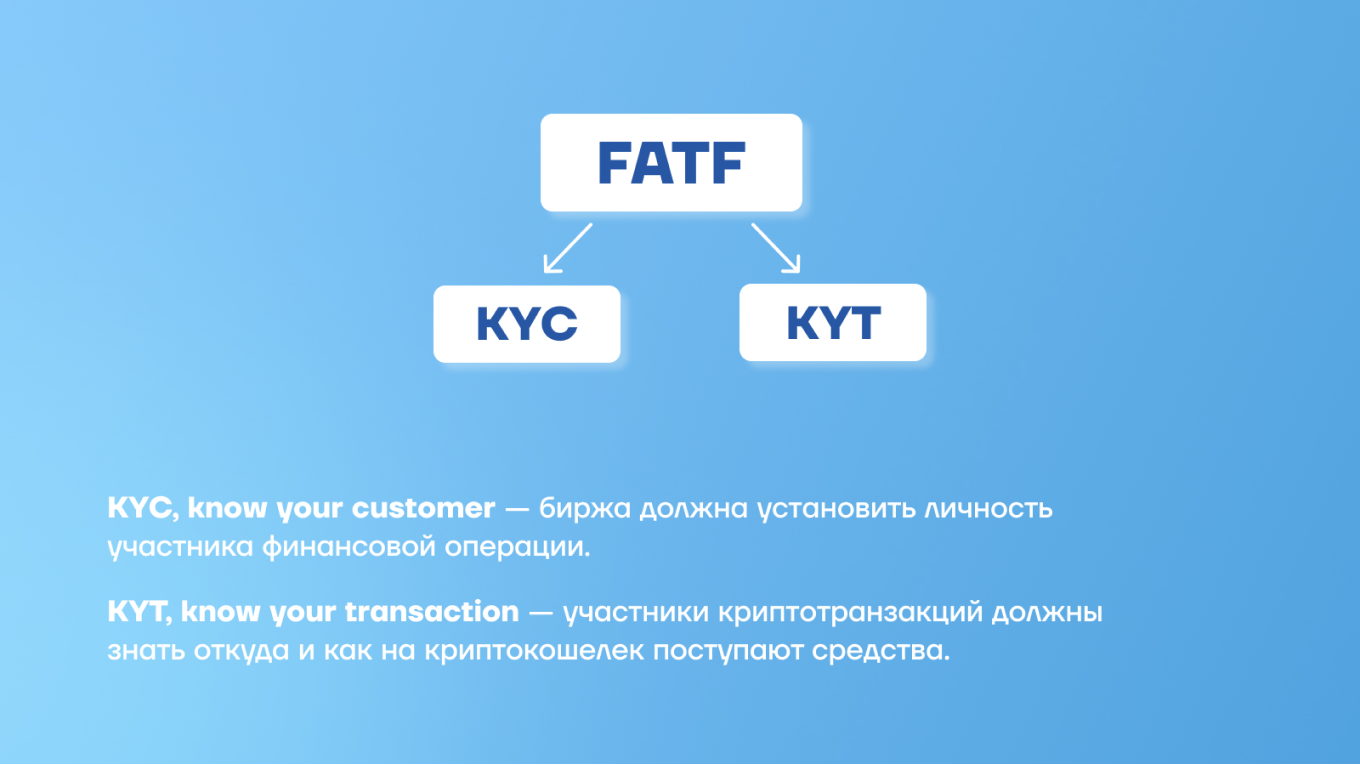 FATF
KYC
KYT
KYC, know your customer — биржа должна установить личность
участника финансовой операции.
KYT, know your transaction — участники криптотранзакций должны
знать откуда и как на криптокошелек поступают средства.